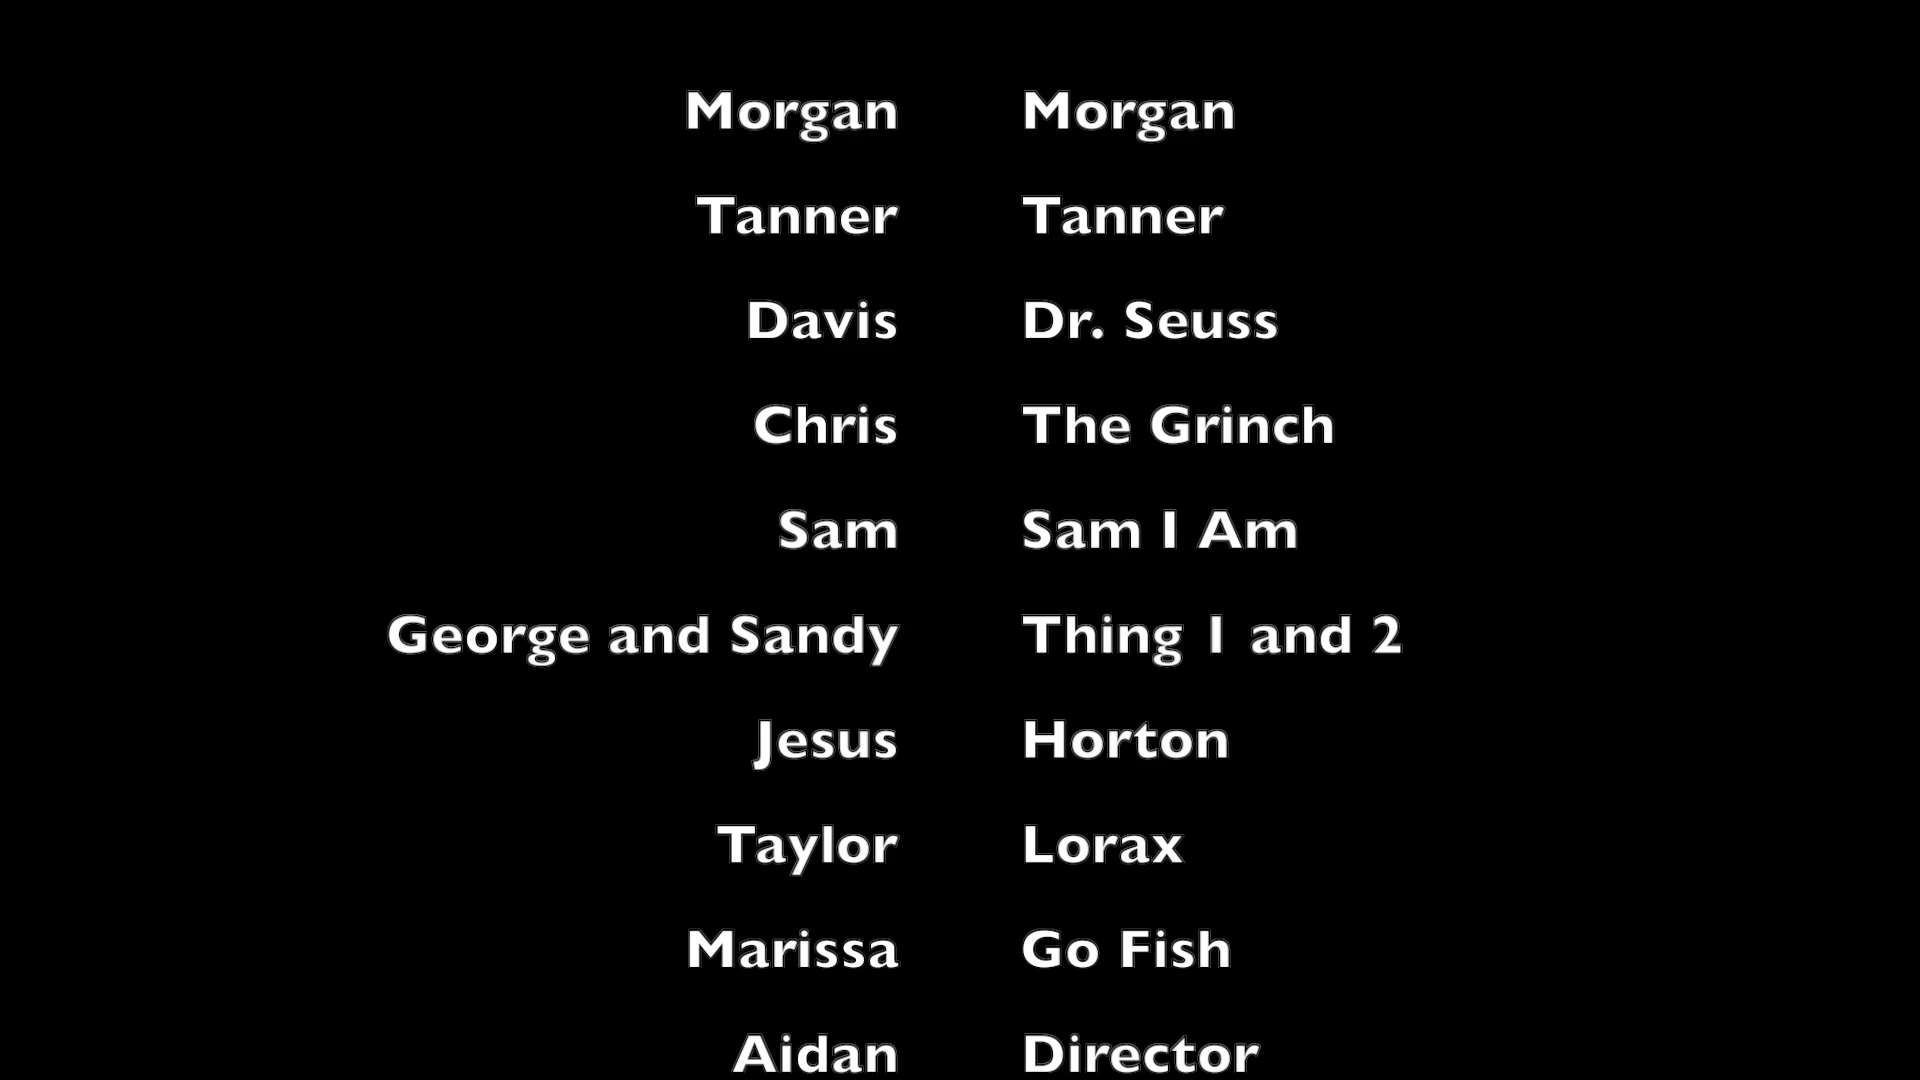 Morgan Morgan
Tanner Tanner
Davis Dr. Seuss
Chris The Grinch
Sam Sam I Am
George and Sandy Thing 1 and 2
Jesus Horton
Taylor Lorax
Marissa Go Fish
Aidan Director